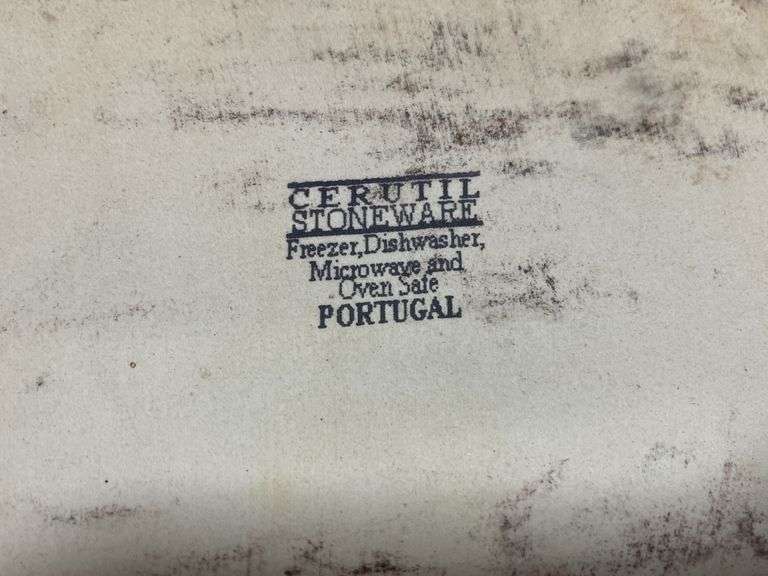 CERUTIL
STONEWARE
Freezer,Dishwasher,
Microwave and
Oven Safe
PORTUGAL